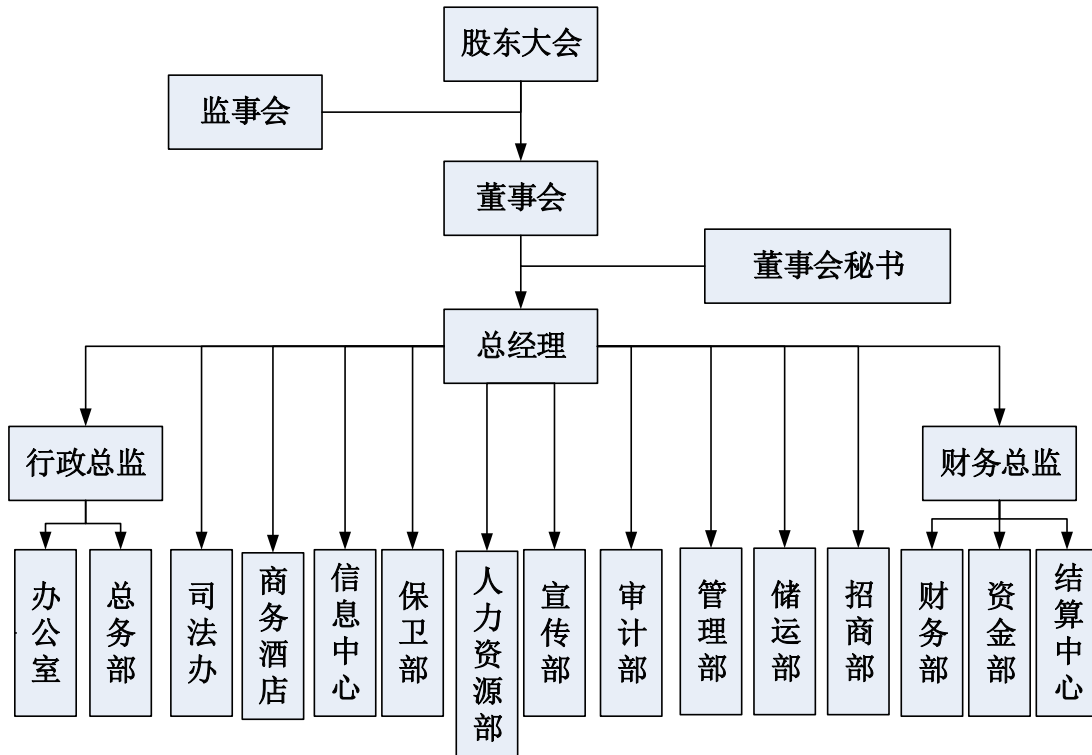 股东大会
监事会
董事会
董事会秘书
总经理
行政总监
财务总监
办公室
总务部
司法办
商务酒店
信息中心
保卫部
人力资源部
宣传部
审计部
管理部
储运部
招商部
财务部
资金部
结算中心